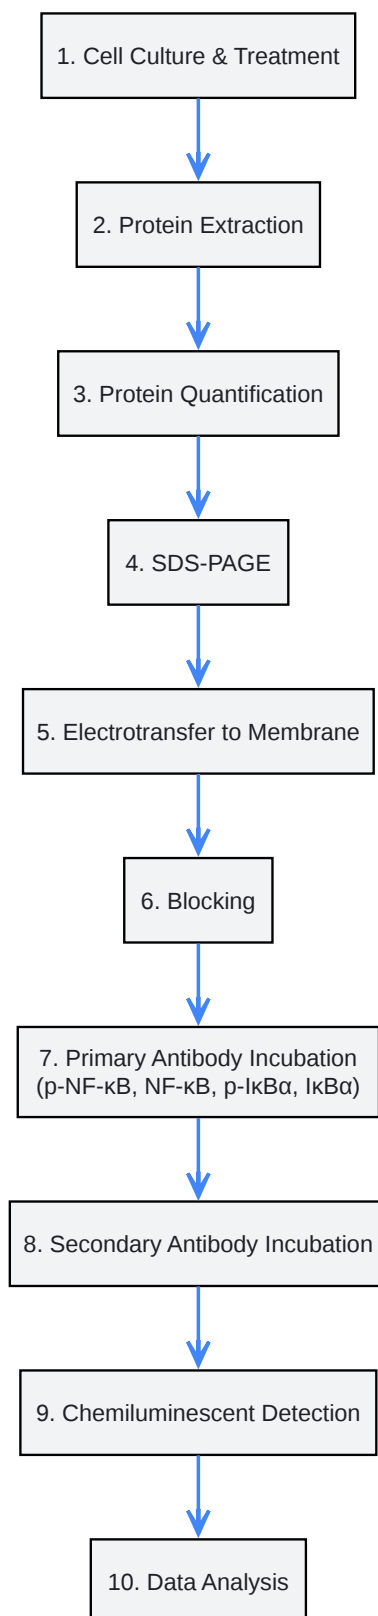 1. Cell Culture & Treatment
2. Protein Extraction
3. Protein Quantification
4. SDS-PAGE
5. Electrotransfer to Membrane
6. Blocking
7. Primary Antibody Incubation
(p-NF-κB, NF-κB, p-IκBα, IκBα)
8. Secondary Antibody Incubation
9. Chemiluminescent Detection
10. Data Analysis